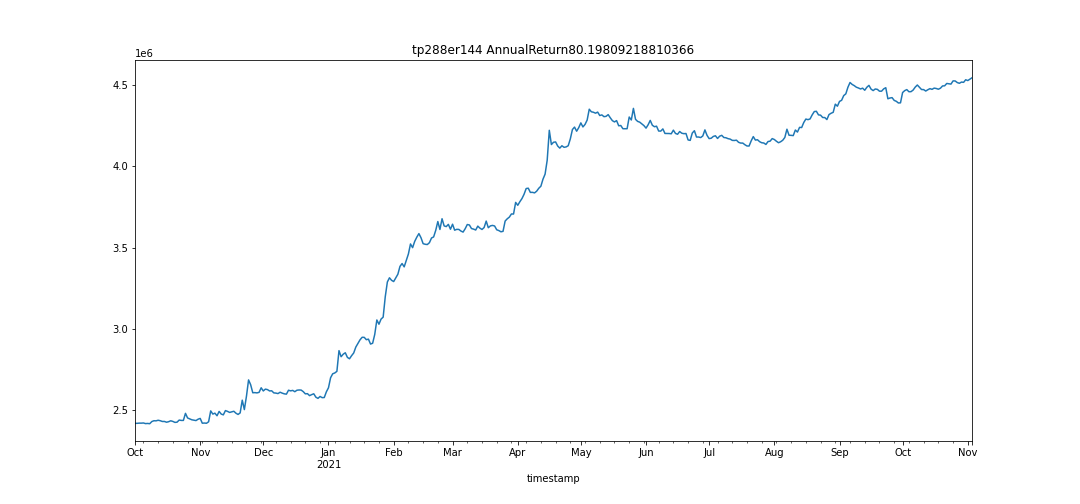 tp288er144 AnnualReturn80.19809218810366
1e6
4.5
4.0
3.5
3.0
2.5
Oct Nov Dec Jan Feb Mar Apr May Jun Jul Aug Sep Oct Nov
2021
timestamp